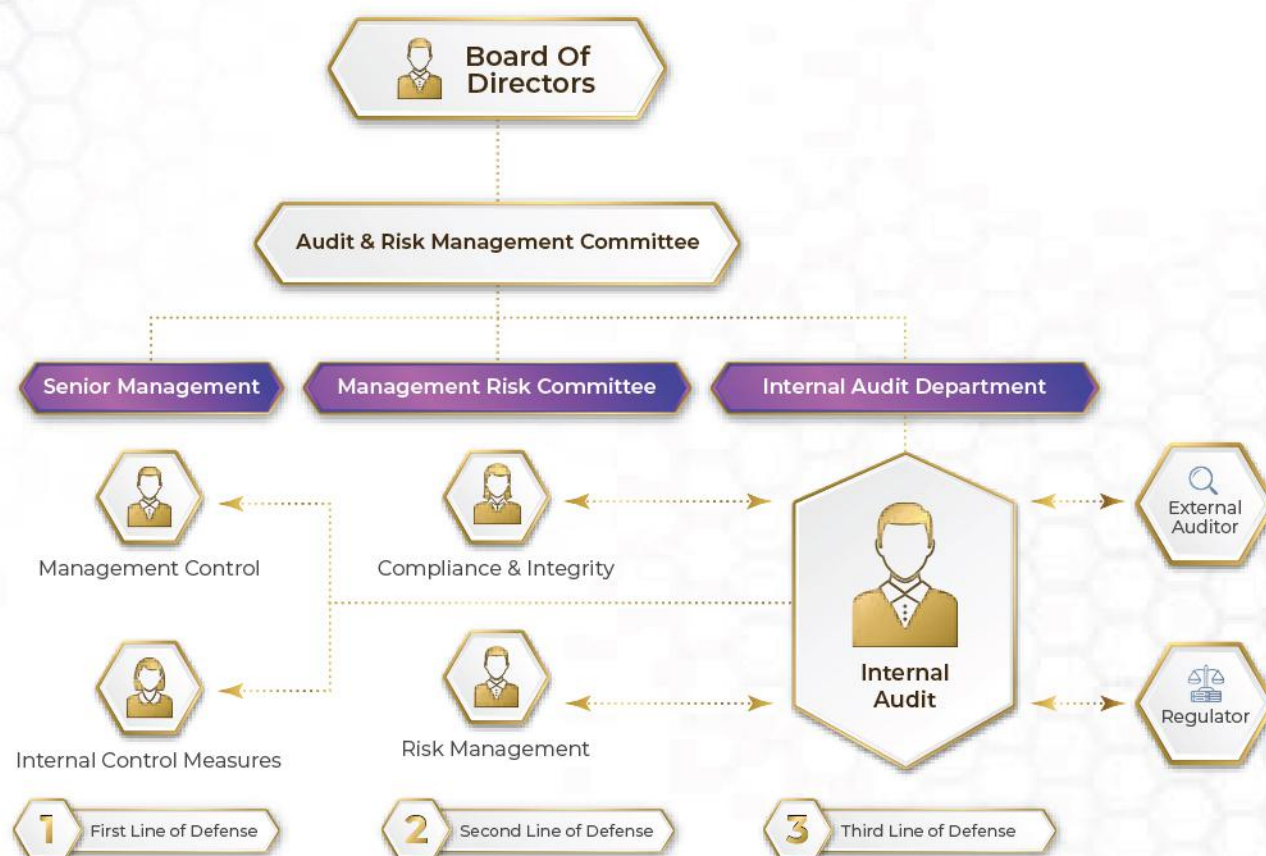 Board Of
Directors
Audit & Risk Management Committee
Senior Management
Management Risk Committee
Internal Audit Department
Management Control
Compliance & Integrity
External
Auditor
Internal
Audit
Internal Control Measures
Risk Management
Regulator
1 First Line of Defense
2 Second Line of Defense
3 Third Line of Defense